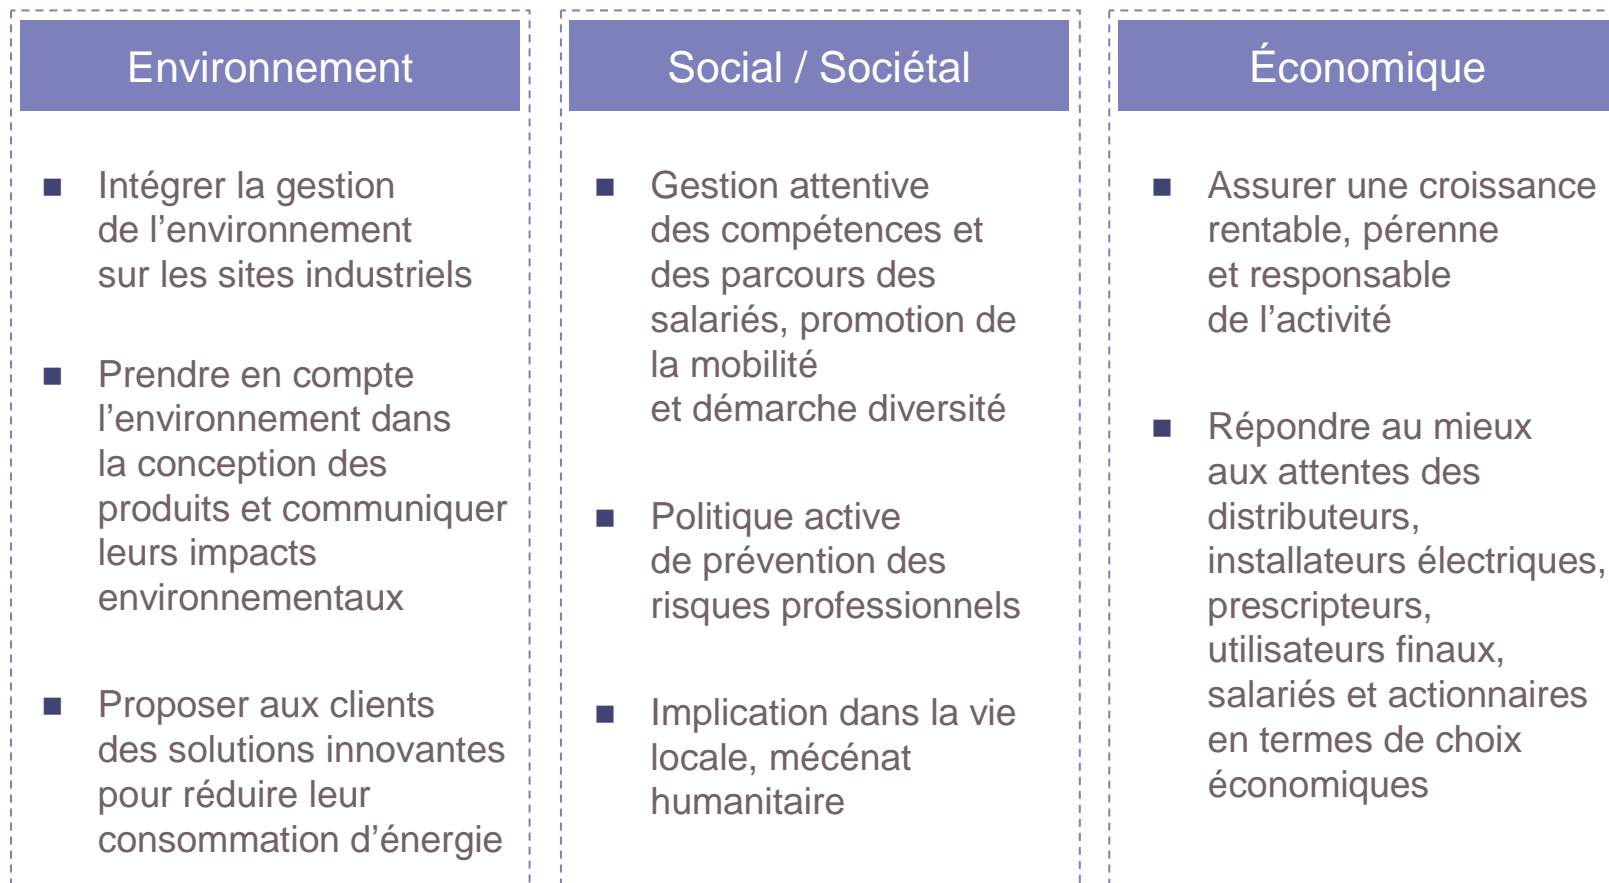 Environnement
Intégrer la gestion
de l’environnement
sur les sites industriels
Prendre en compte
l’environnement dans
la conception des
produits et communiquer
leurs impacts
environnementaux
Proposer aux clients
des solutions innovantes
pour réduire leur
consommation d’énergie
Social / Sociétal
Gestion attentive
des compétences et
des parcours des
salariés, promotion de
la mobilité
et démarche diversité
Politique active
de prévention des
risques professionnels
Implication dans la vie
locale, mécénat
humanitaire
Économique
Assurer une croissance
rentable, pérenne
et responsable
de l’activité
Répondre au mieux
aux attentes des
distributeurs,
installateurs électriques,
prescripteurs,
utilisateurs finaux,
salariés et actionnaires
en termes de choix
économiques